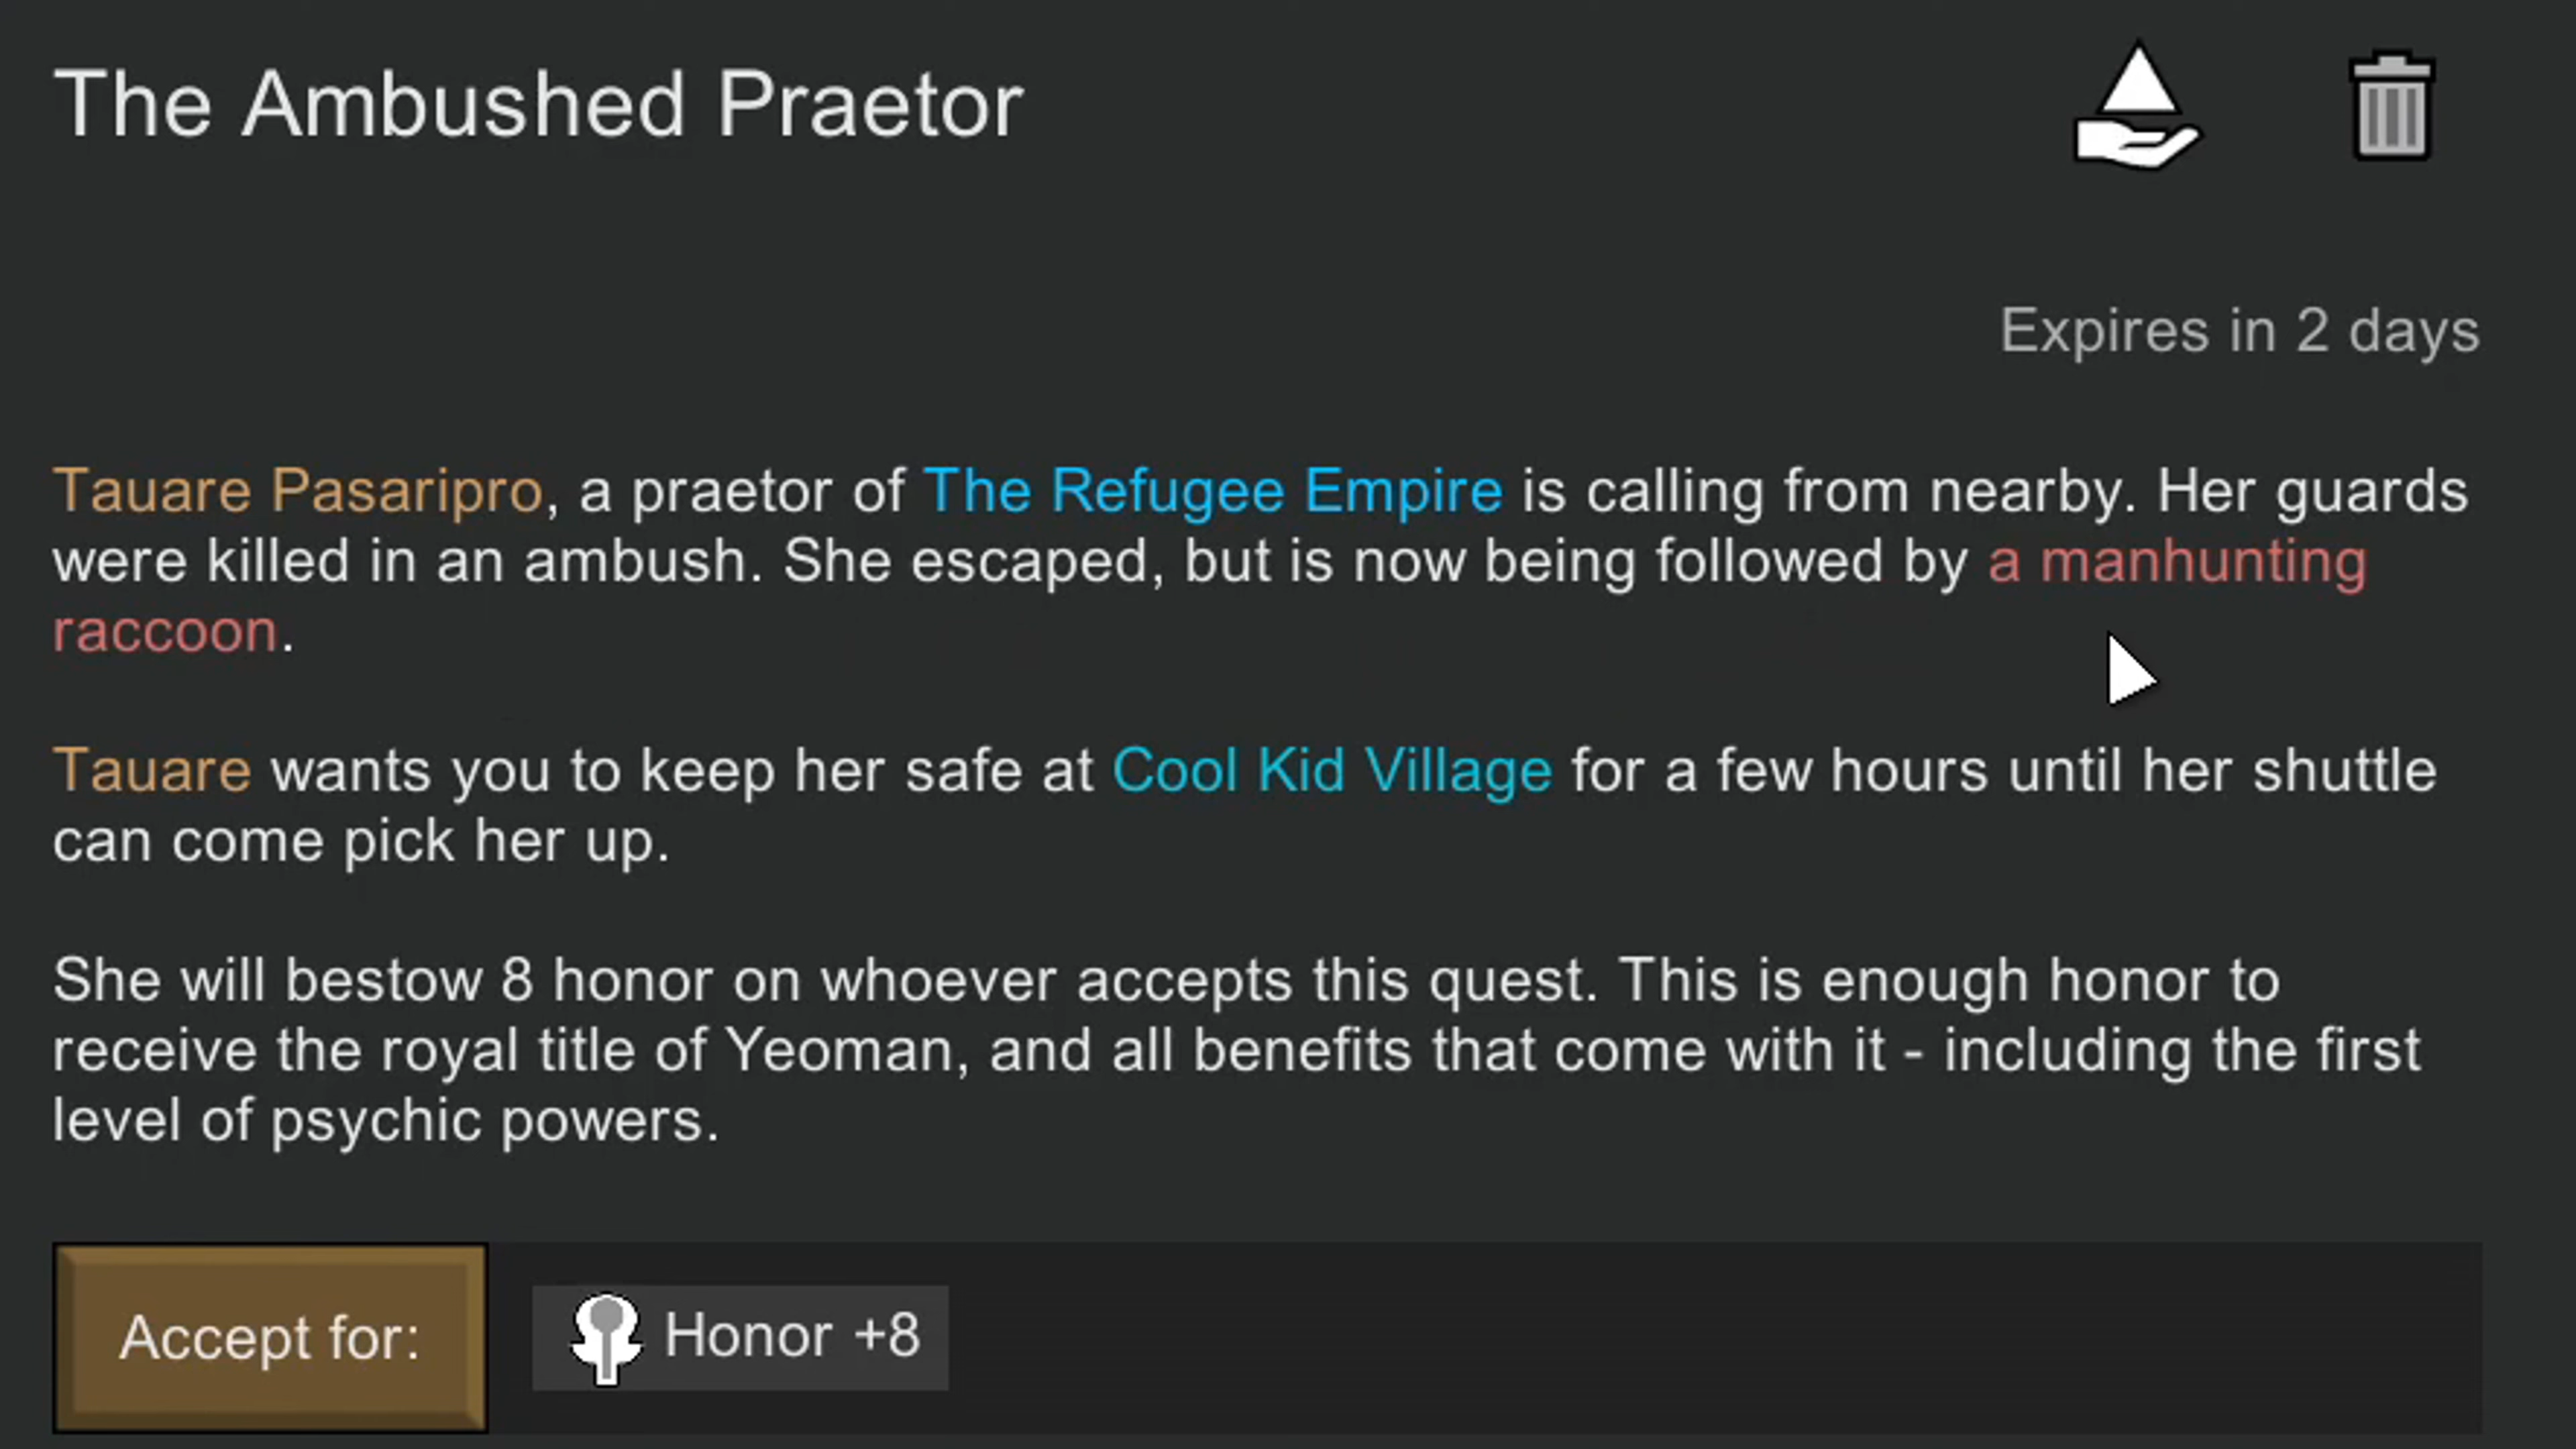 The Ambushed Praetor
Expires in 2 days
Tauare Pasaripro, a praetor of The Refugee Empire is calling from nearby. Her guards
were killed in an ambush. She escaped, but is now being followed by a manhunting
raccoon.
Tauare wants you to keep her safe at Cool Kid Village for a few hours until her shuttle
can come pick her up.
She will bestow 8 honor on whoever accepts this quest. This is enough honor to
receive the royal title of Yeoman, and all benefits that come with it - including the first
level of psychic powers.
Accept for:
Honor +8